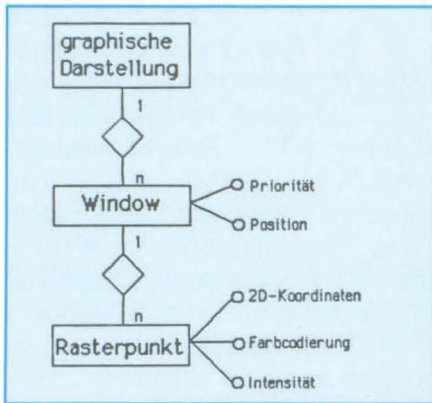 graphische
Darstellung
1
n
Window
Priorität
Position
1
n
2D-Koordinaten
Rasterpunkt
Farbcodierung
Intensität